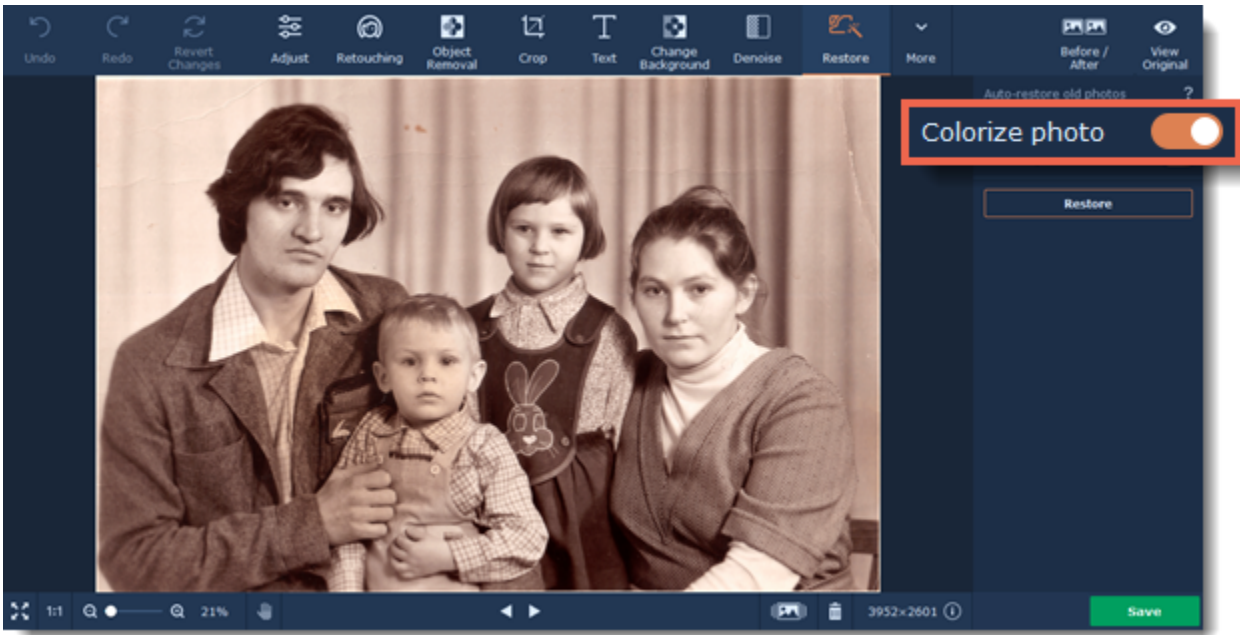 Undo
Redo
Revert
Changes
Adjust
Retouching
Object
Removal
Crop
Text
Change
Background
Denoise
Restore
More
Before /
After
View
Original
Auto-restore old photos ?
Colorize photo
Restore
1:1
21%
3952×2601
Save